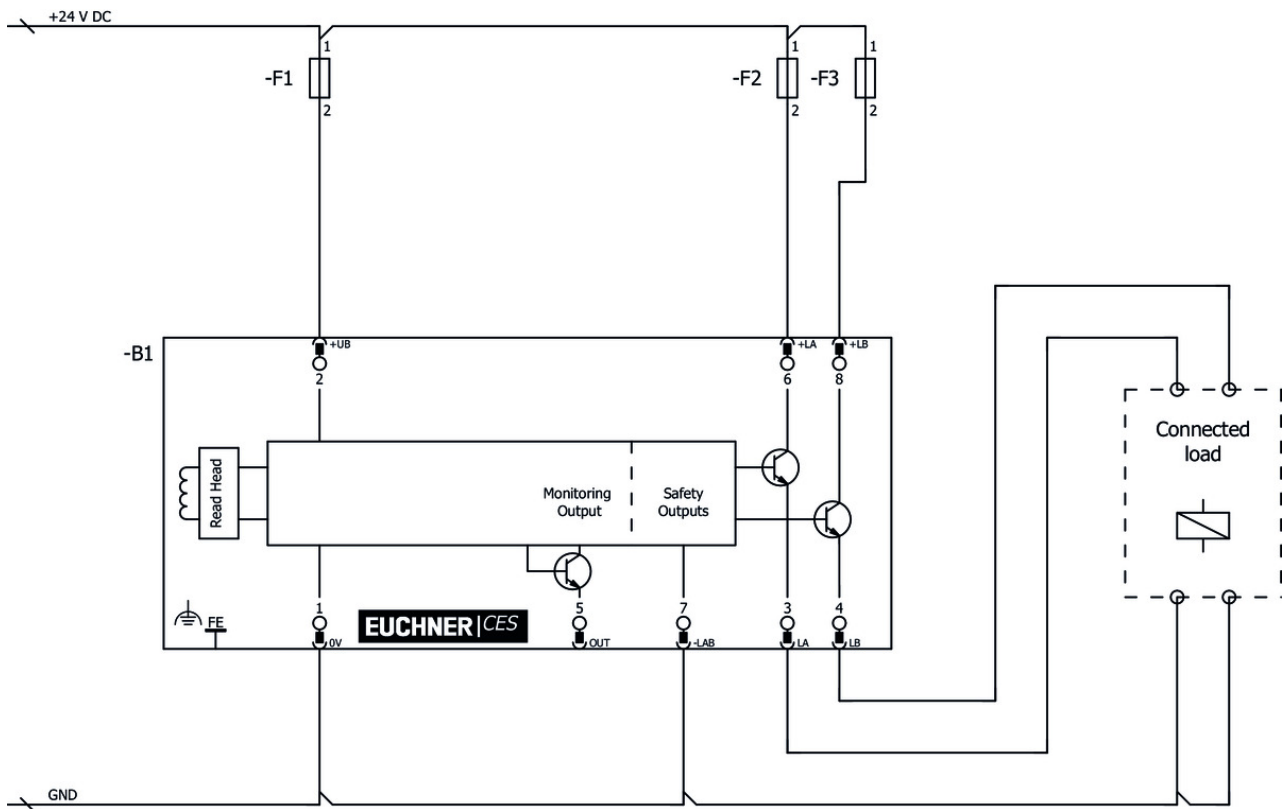 +24 V DC
1
1
1
-F1
-F2
-F3
2
2
2
-B1
+UB
+LA
+LB
2
6
8
Connected
load
Read Head
Monitoring
Output
Safety
Outputs
1
5
7
3
4
FE
EUCHNER|CES
0V
OUT
-LAB
LA
LB
GND